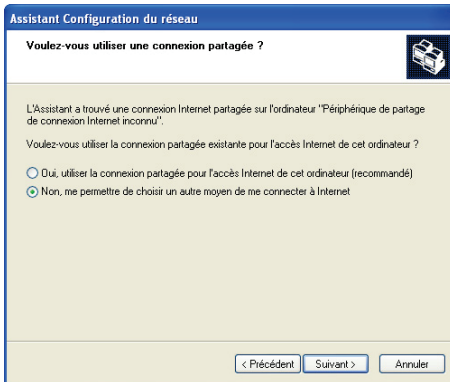 Assistant Configuration du réseau
Voulez-vous utiliser une connexion partagée ?
L'Assistant a trouvé une connexion Internet partagée sur l'ordinateur "Périphérique de partage
de connexion Internet inconnu".
Voulez-vous utiliser la connexion partagée existante pour l'accès Internet de cet ordinateur ?
Oui, utiliser la connexion partagée pour l'accès Internet de cet ordinateur (recommandé)
Non, me permettre de choisir un autre moyen de me connecter à Internet
< Précédent Suivant > Annuler